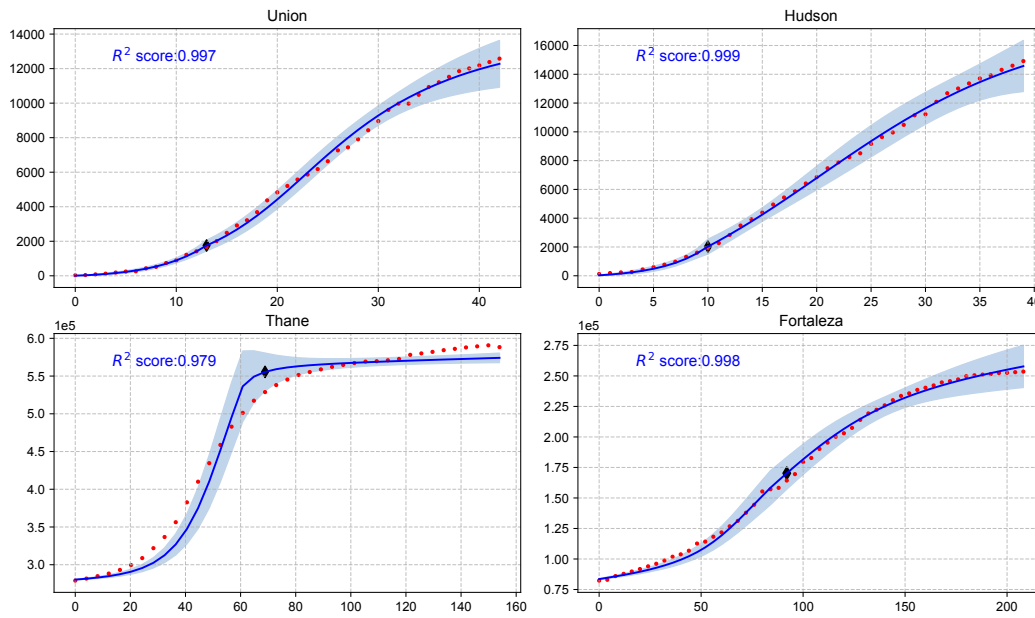 Union
14000
12000
10000
8000
6000
4000
2000
0
0 10 20 30 40
R² score:0.997
Hudson
16000
14000
12000
10000
8000
6000
4000
2000
0
0 5 10 15 20 25 30 35 40
R² score:0.999
Thane
1e5
6.0
5.5
5.0
4.5
4.0
3.5
3.0
0 20 40 60 80 100 120 140 160
R² score:0.979
Fortaleza
1e5
2.75
2.50
2.25
2.00
1.75
1.50
1.25
1.00
0.75
0 50 100 150 200
R² score:0.998